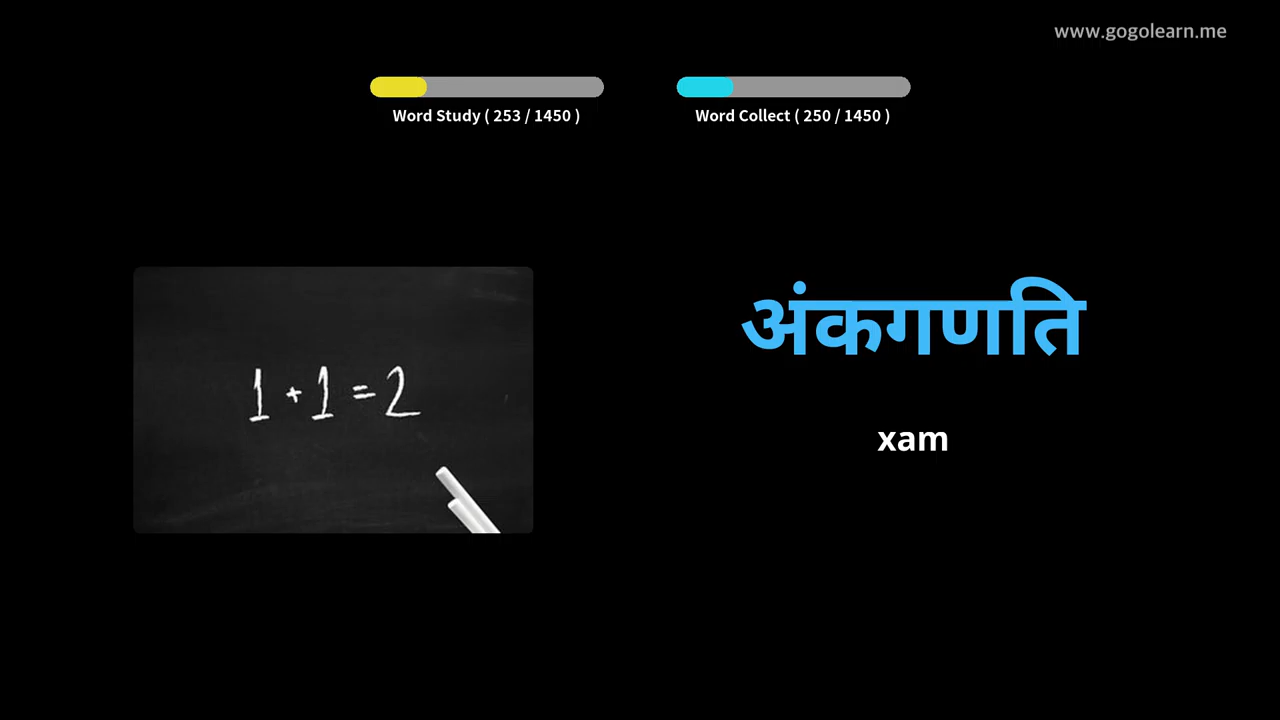 www.gogolearn.me
Word Study ( 253 / 1450 )
Word Collect ( 250 / 1450 )
1 + 1 = 2
अंकगणति
xam